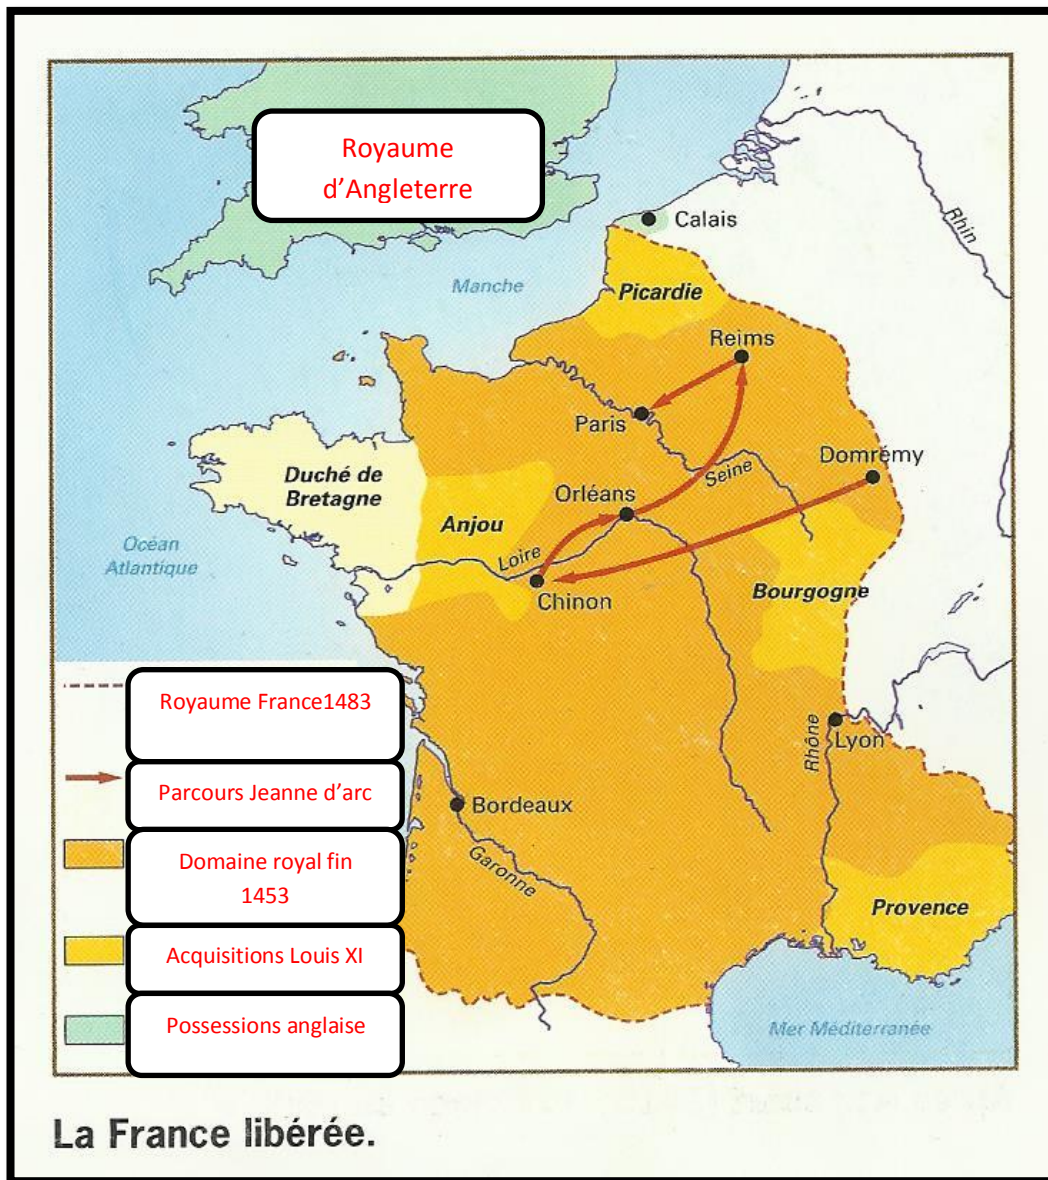 Royaume
d’Angleterre
Calais
Rhin
Manche
Picardie
Reims
Paris
Domrémy
Seine
Duché de
Bretagne
Orléans
Anjou
Océan
Atlantique
Loire
Chinon
Bourgogne
Royaume France1483
Rhône
Lyon
Parcours Jeanne d’arc
Bordeaux
Domaine royal fin
1453
Garonne
Provence
Acquisitions Louis XI
Possessions anglaise
Mer Méditerranée
La France libérée.